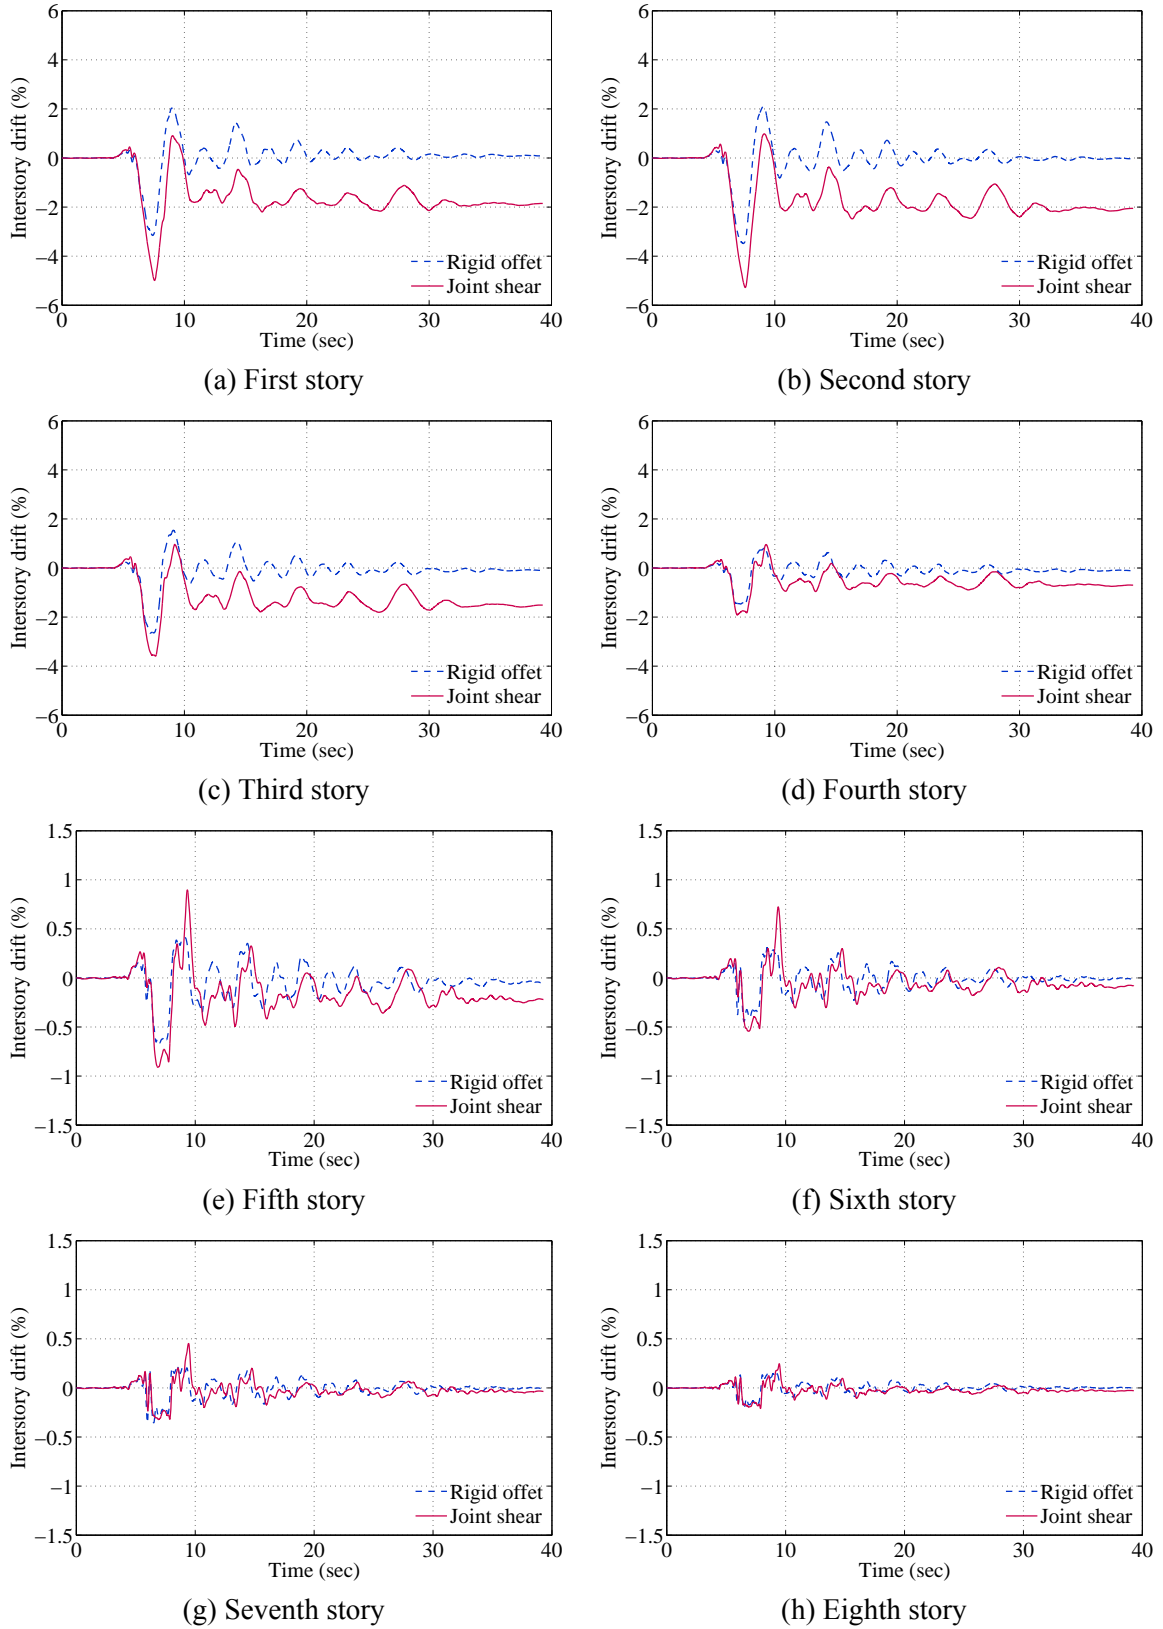 6
4
2
0
−2
−4
−6
Interstory drift (%)
Rigid offet
Joint shear
0 10 20 30 40
Time (sec)
(a) First story
6
4
2
0
−2
−4
−6
Interstory drift (%)
Rigid offet
Joint shear
0 10 20 30 40
Time (sec)
(b) Second story
6
4
2
0
−2
−4
−6
Interstory drift (%)
Rigid offet
Joint shear
0 10 20 30 40
Time (sec)
(c) Third story
6
4
2
0
−2
−4
−6
Interstory drift (%)
Rigid offet
Joint shear
0 10 20 30 40
Time (sec)
(d) Fourth story
1.5
1
0.5
0
−0.5
−1
−1.5
Interstory drift (%)
Rigid offet
Joint shear
0 10 20 30 40
Time (sec)
(e) Fifth story
1.5
1
0.5
0
−0.5
−1
−1.5
Interstory drift (%)
Rigid offet
Joint shear
0 10 20 30 40
Time (sec)
(f) Sixth story
1.5
1
0.5
0
−0.5
−1
−1.5
Interstory drift (%)
Rigid offet
Joint shear
0 10 20 30 40
Time (sec)
(g) Seventh story
1.5
1
0.5
0
−0.5
−1
−1.5
Interstory drift (%)
Rigid offet
Joint shear
0 10 20 30 40
Time (sec)
(h) Eighth story